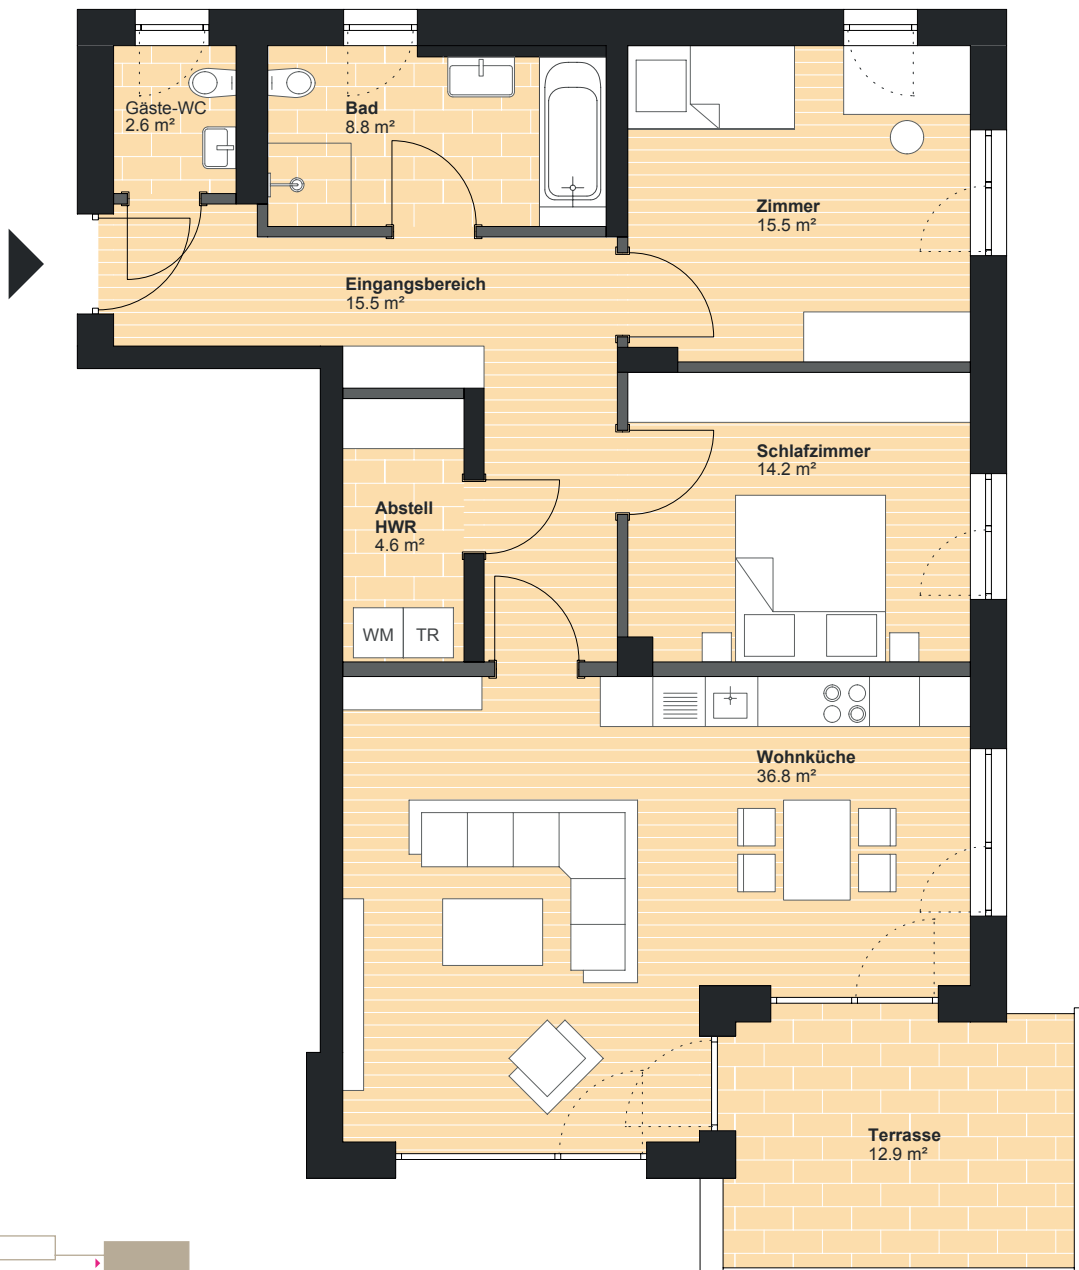 Gäste-WC
2.6 m²
Bad
8.8 m²
Zimmer
15.5 m²
Eingangsbereich
15.5 m²
Schlafzimmer
14.2 m²
Abstell
HWR
4.6 m²
WM TR
Wohnküche
36.8 m²
Terrasse
12.9 m²